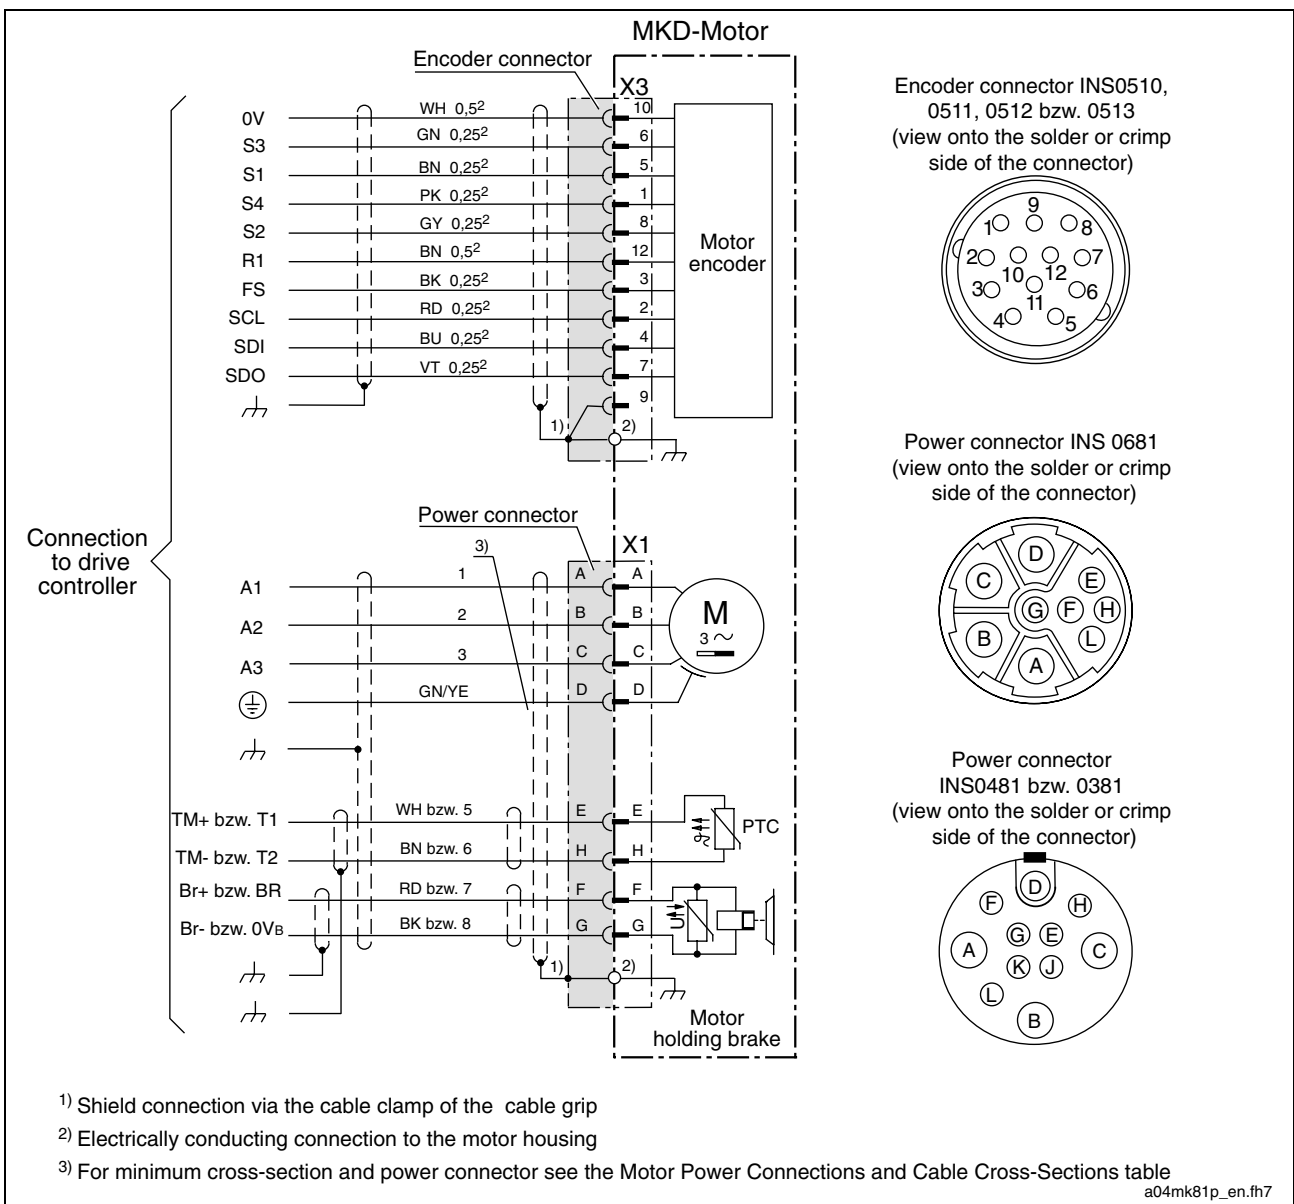 MKD-Motor
Encoder connector
X3
0V WH 0,5² 10
S3 GN 0,25² 6
S1 BN 0,25² 5
S4 PK 0,25² 1
S2 GY 0,25² 8
R1 BN 0,5² 12
FS BK 0,25² 3
SCL RD 0,25² 2
SDI BU 0,25² 4
SDO VT 0,25² 7
9
1) 2)
Motor
encoder
Connection
to drive
controller
Power connector
3)
X1
A1 1 A A
A2 2 B B
A3 3 C C
GN/YE D D
M
3
TM+ bzw. T1 WH bzw. 5 E E
TM- bzw. T2 BN bzw. 6 H H
PTC
ϑ
Br+ bzw. BR RD bzw. 7 F F
Br- bzw. 0VB BK bzw. 8 G G
U
1) 2)
Motor
holding brake
Encoder connector INS0510,
0511, 0512 bzw. 0513
(view onto the solder or crimp
side of the connector)
9
1 8
2 10 12 7
3 11 6
4 5
Power connector INS 0681
(view onto the solder or crimp
side of the connector)
D
C E
G F H
B L
A
Power connector
INS0481 bzw. 0381
(view onto the solder or crimp
side of the connector)
D
F H
G E
A C
K J
L
B
1) Shield connection via the cable clamp of the cable grip
2) Electrically conducting connection to the motor housing
3) For minimum cross-section and power connector see the Motor Power Connections and Cable Cross-Sections table
a04mk81p_en.fh7